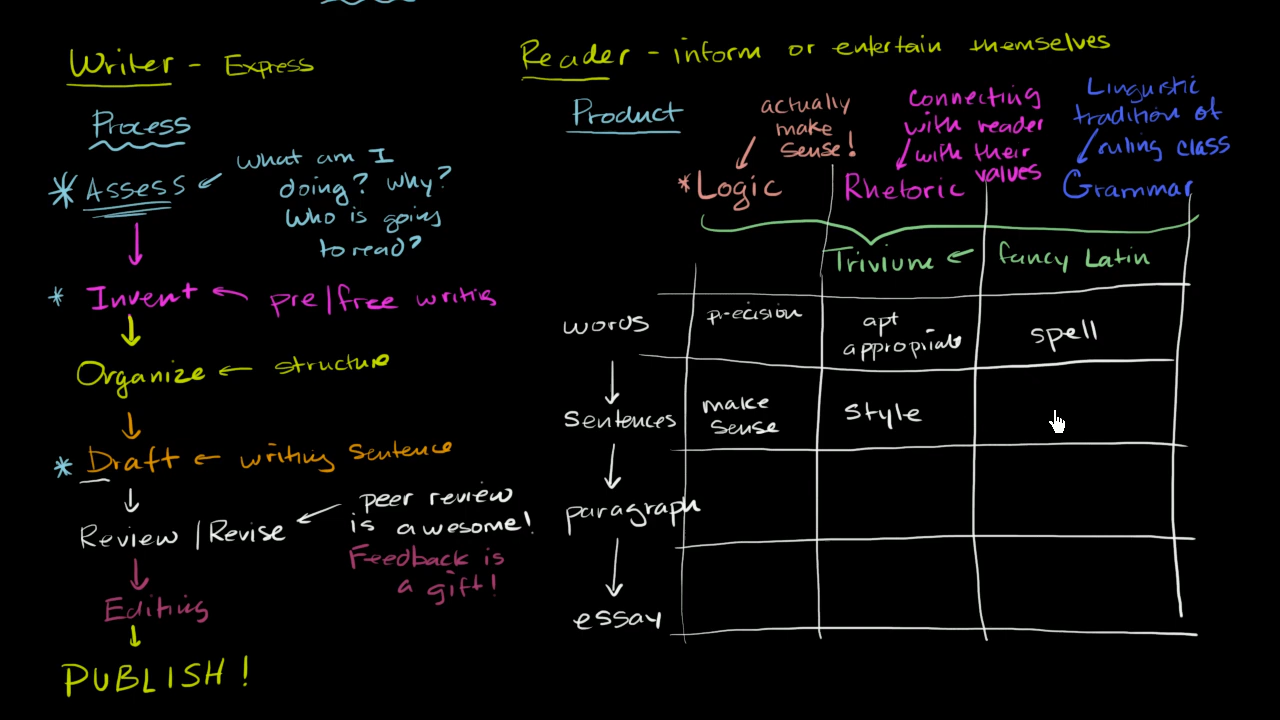 Writer - Express
Process
* Assess
what am I
doing? why?
Who is going
to read?
* Invent
pre/free writing
Organize
structure
* Draft
writing sentence
Review / Revise
peer review
is awesome!
Feedback is
a gift!
Editing
PUBLISH!
Reader - inform or entertain themselves
Product
actually
make
sense!
connecting
with reader
with their
values
Linguistic
tradition of
ruling class
* Logic
Rhetoric
Grammar
Trivium
fancy Latin
words
precision
apt
appropriate
spell
sentences
make
sense
style
paragraph
essay